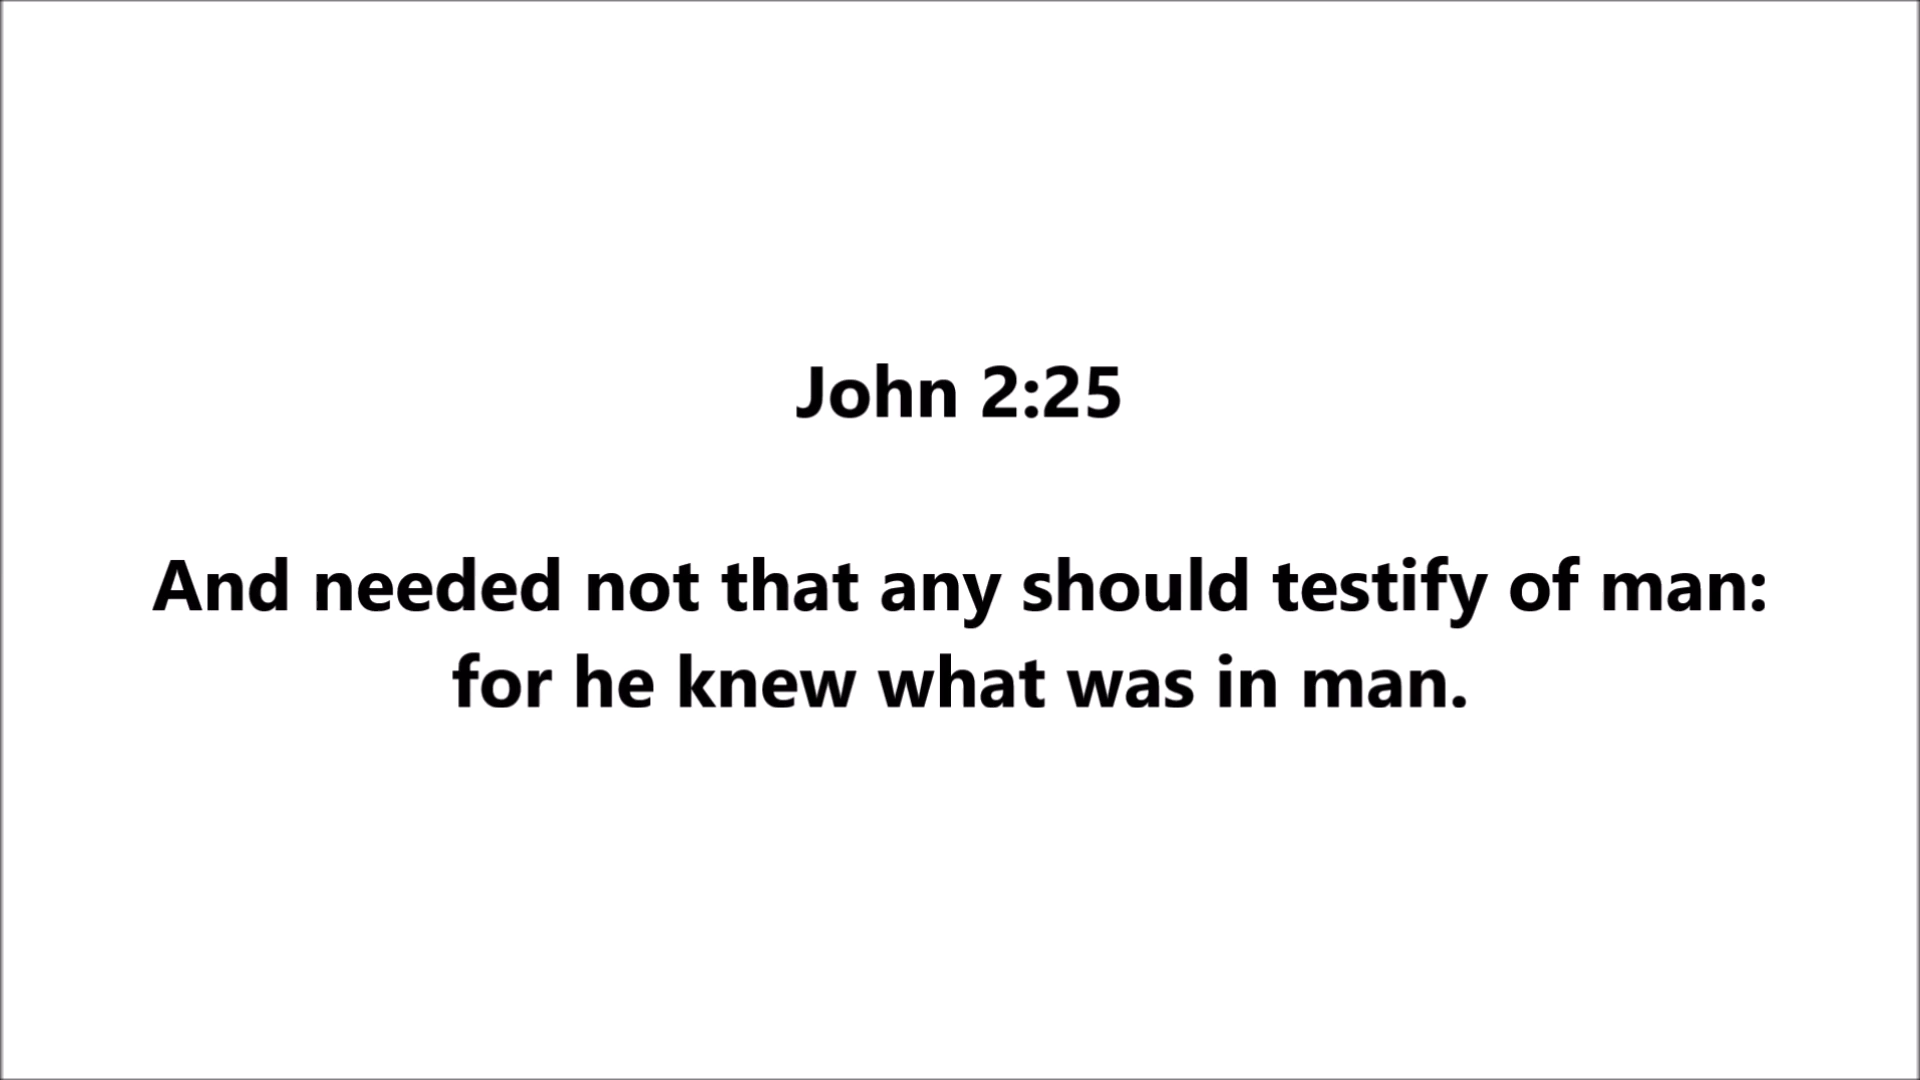 John 2:25
And needed not that any should testify of man:
for he knew what was in man.